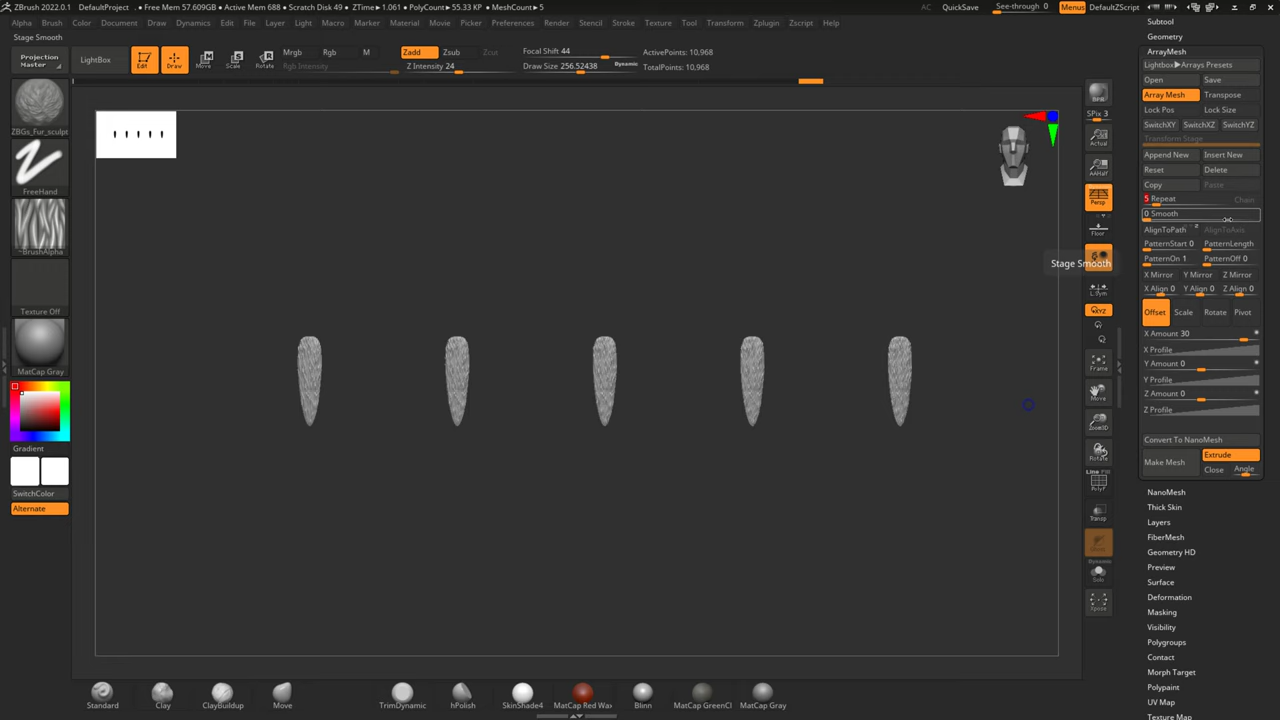 ZBrush 2022.0.1 DefaultProject . • Free Mem 57.609GB • Active Mem 688 • Scratch Disk 49 • ZTime▸1.061 • PolyCount▸55.33 KP • MeshCount▸5 AC QuickSave See-through 0 Menus DefaultZScript
Alpha Brush Color Document Draw Dynamics Edit File Layer Light Macro Marker Material Movie Picker Preferences Render Stencil Stroke Texture Tool Transform Zplugin Zscript Help
Stage Smooth
Projection Master
LightBox
Edit
Draw
Move
Scale
Rotate
Mrgb Rgb M
Rgb Intensity
Zadd Zsub Zcut
Z Intensity 24
Focal Shift 44
Draw Size 256.52438 Dynamic
ActivePoints: 10,968
TotalPoints: 10,968
ZBGs_Fur_sculpt
FreeHand
~BrushAlpha
Texture Off
MatCap Gray
Gradient
SwitchColor
Alternate
BPR
SPix 3
Actual
AAHalf
Persp
Floor
L.Sym
XYZ
Frame
Move
Zoom3D
Rotate
Line Fill
PolyF
Transp
Dynamic
Solo
Xpose
Stage Smooth
Subtool
Geometry
ArrayMesh
Lightbox▶Arrays Presets
Open Save
Array Mesh Transpose
Lock Pos Lock Size
SwitchXY SwitchXZ SwitchYZ
Transform Stage
Append New Insert New
Reset Delete
Copy Paste
5 Repeat Chain
0 Smooth
AlignToPath AlignToAxis
PatternStart 0 PatternLength
PatternOn 1 PatternOff 0
X Mirror Y Mirror Z Mirror
X Align 0 Y Align 0 Z Align 0
Offset Scale Rotate Pivot
X Amount 30
X Profile
Y Amount 0
Y Profile
Z Amount 0
Z Profile
Convert To NanoMesh
Make Mesh Extrude
Close Angle
NanoMesh
Thick Skin
Layers
FiberMesh
Geometry HD
Preview
Surface
Deformation
Masking
Visibility
Polygroups
Contact
Morph Target
Polypaint
UV Map
Texture Map
Standard Clay ClayBuildup Move TrimDynamic hPolish SkinShade4 MatCap Red Wax Blinn MatCap GreenCl MatCap Gray